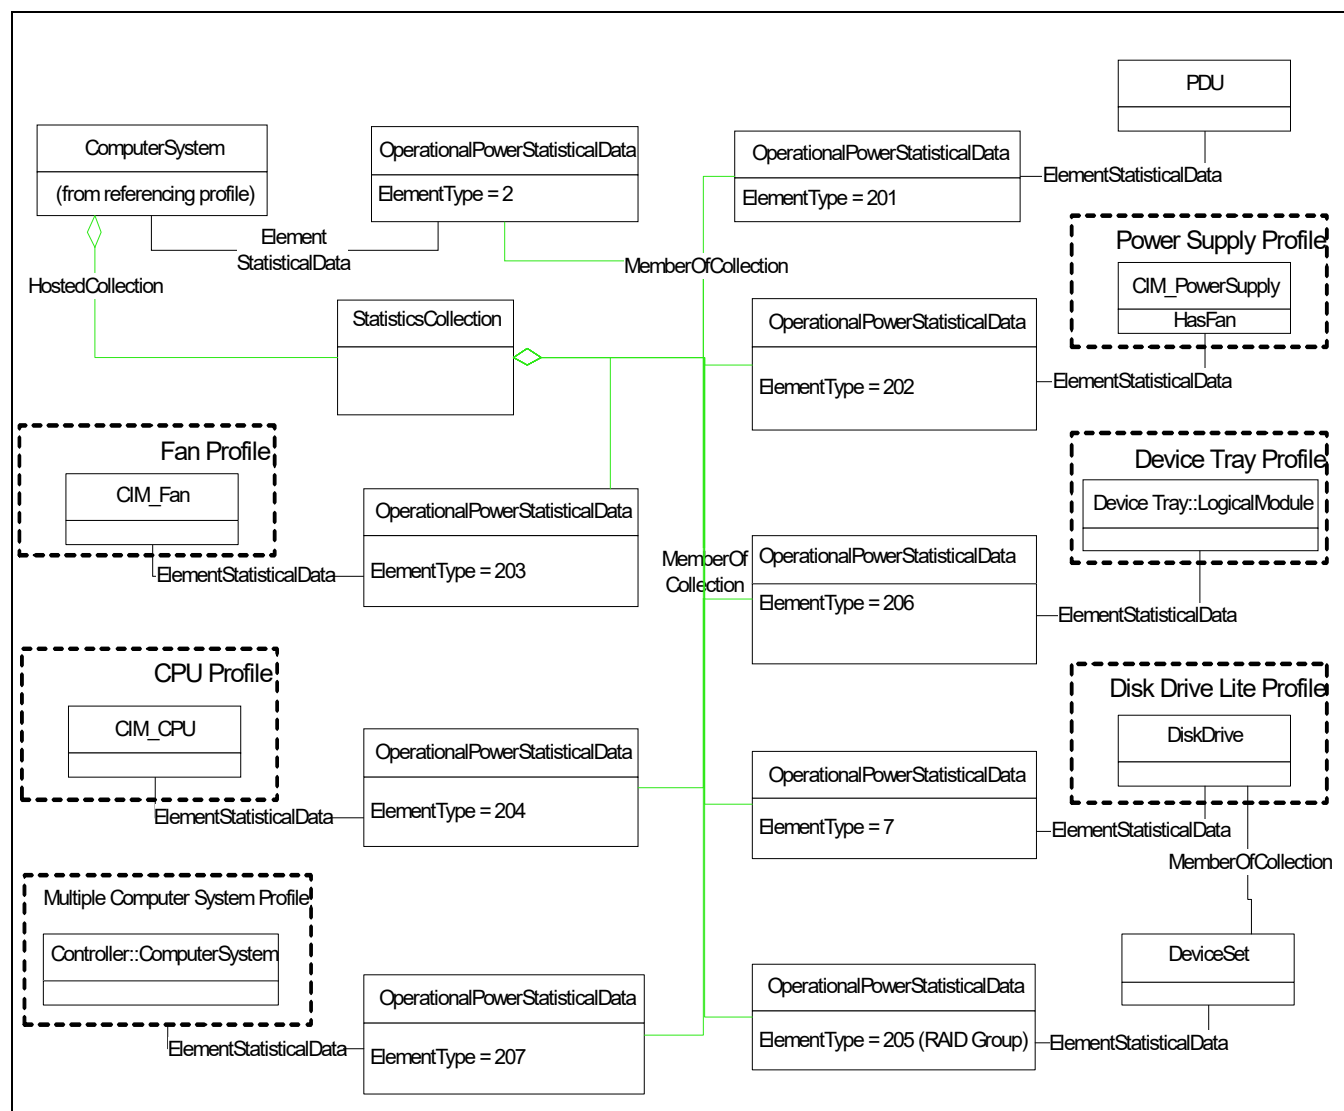 PDU
ComputerSystem
(from referencing profile)
OperationalPowerStatisticalData
ElementType = 2
OperationalPowerStatisticalData
ElementType = 201
ElementStatisticalData
Element
StatisticalData
HostedCollection
MemberOfCollection
Power Supply Profile
CIM_PowerSupply
HasFan
StatisticsCollection
OperationalPowerStatisticalData
ElementType = 202
ElementStatisticalData
Fan Profile
CIM_Fan
ElementStatisticalData
OperationalPowerStatisticalData
ElementType = 203
MemberOf
Collection
OperationalPowerStatisticalData
ElementType = 206
Device Tray Profile
Device Tray::LogicalModule
ElementStatisticalData
CPU Profile
CIM_CPU
ElementStatisticalData
OperationalPowerStatisticalData
ElementType = 204
OperationalPowerStatisticalData
ElementType = 7
Disk Drive Lite Profile
DiskDrive
ElementStatisticalData
MemberOfCollection
Multiple Computer System Profile
Controller::ComputerSystem
ElementStatisticalData
OperationalPowerStatisticalData
ElementType = 207
OperationalPowerStatisticalData
ElementType = 205 (RAID Group)
DeviceSet
ElementStatisticalData